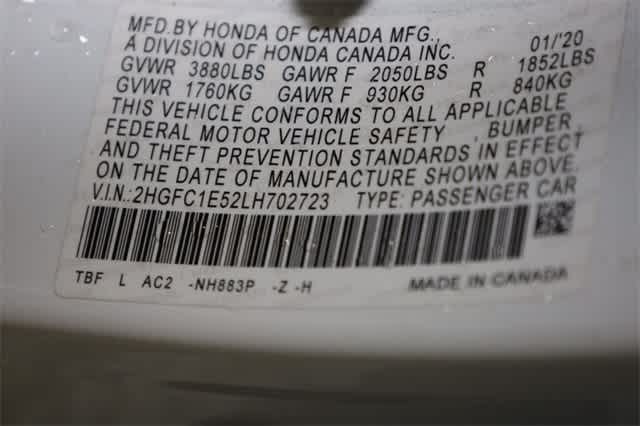 MFD.BY HONDA OF CANADA MFG.,
A DIVISION OF HONDA CANADA INC. 01/'20
GVWR 3880LBS GAWR F 2050LBS R 1852LBS
GVWR 1760KG GAWR F 930KG R 840KG
THIS VEHICLE CONFORMS TO ALL APPLICABLE
FEDERAL MOTOR VEHICLE SAFETY, BUMPER,
AND THEFT PREVENTION STANDARDS IN EFFECT
ON THE DATE OF MANUFACTURE SHOWN ABOVE.
V.I.N.:2HGFC1E52LH702723 TYPE: PASSENGER CAR
TBF L AC2 -NH883P -Z -H MADE IN CANADA